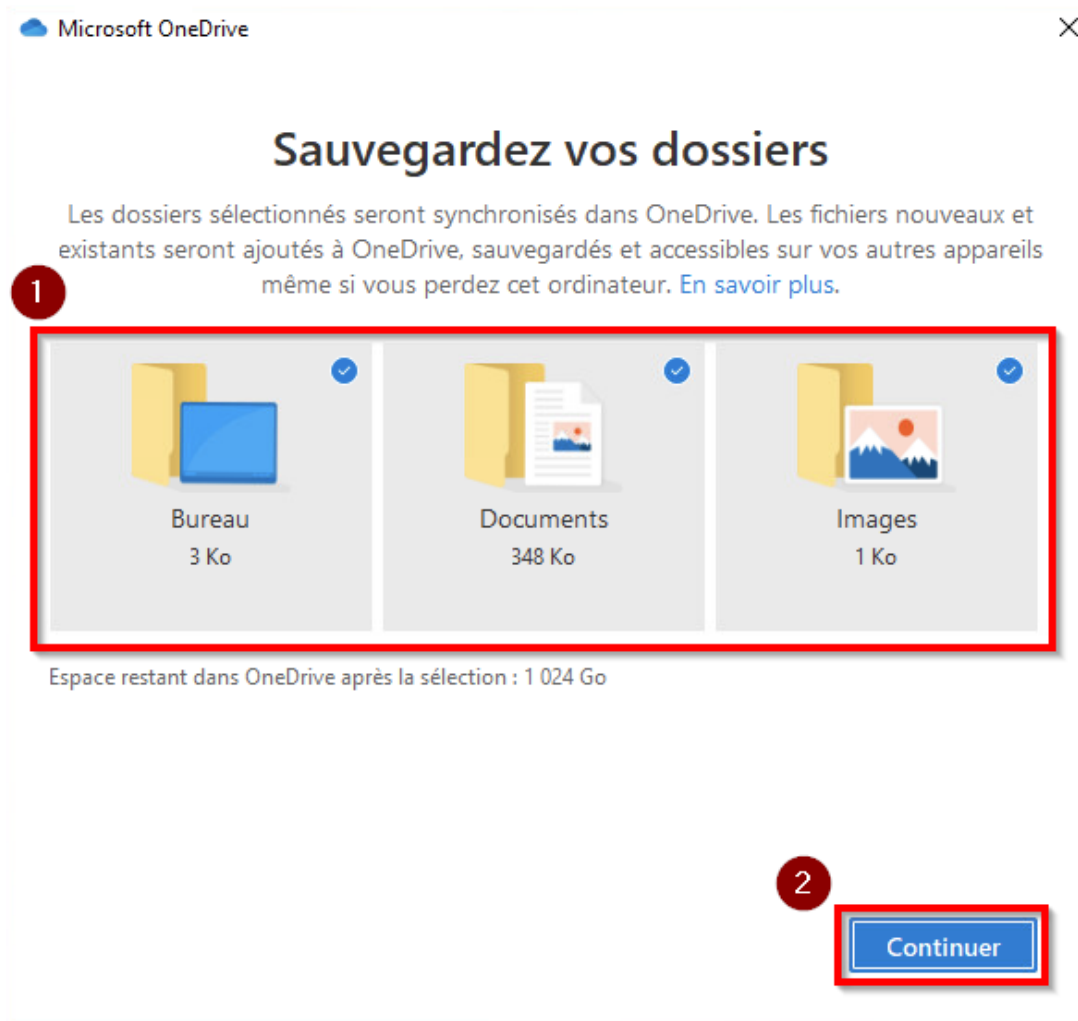 Microsoft OneDrive
Sauvegardez vos dossiers
Les dossiers sélectionnés seront synchronisés dans OneDrive. Les fichiers nouveaux et
existants seront ajoutés à OneDrive, sauvegardés et accessibles sur vos autres appareils
même si vous perdez cet ordinateur. En savoir plus.
1
Bureau
3 Ko
Documents
348 Ko
Images
1 Ko
Espace restant dans OneDrive après la sélection : 1 024 Go
2
Continuer